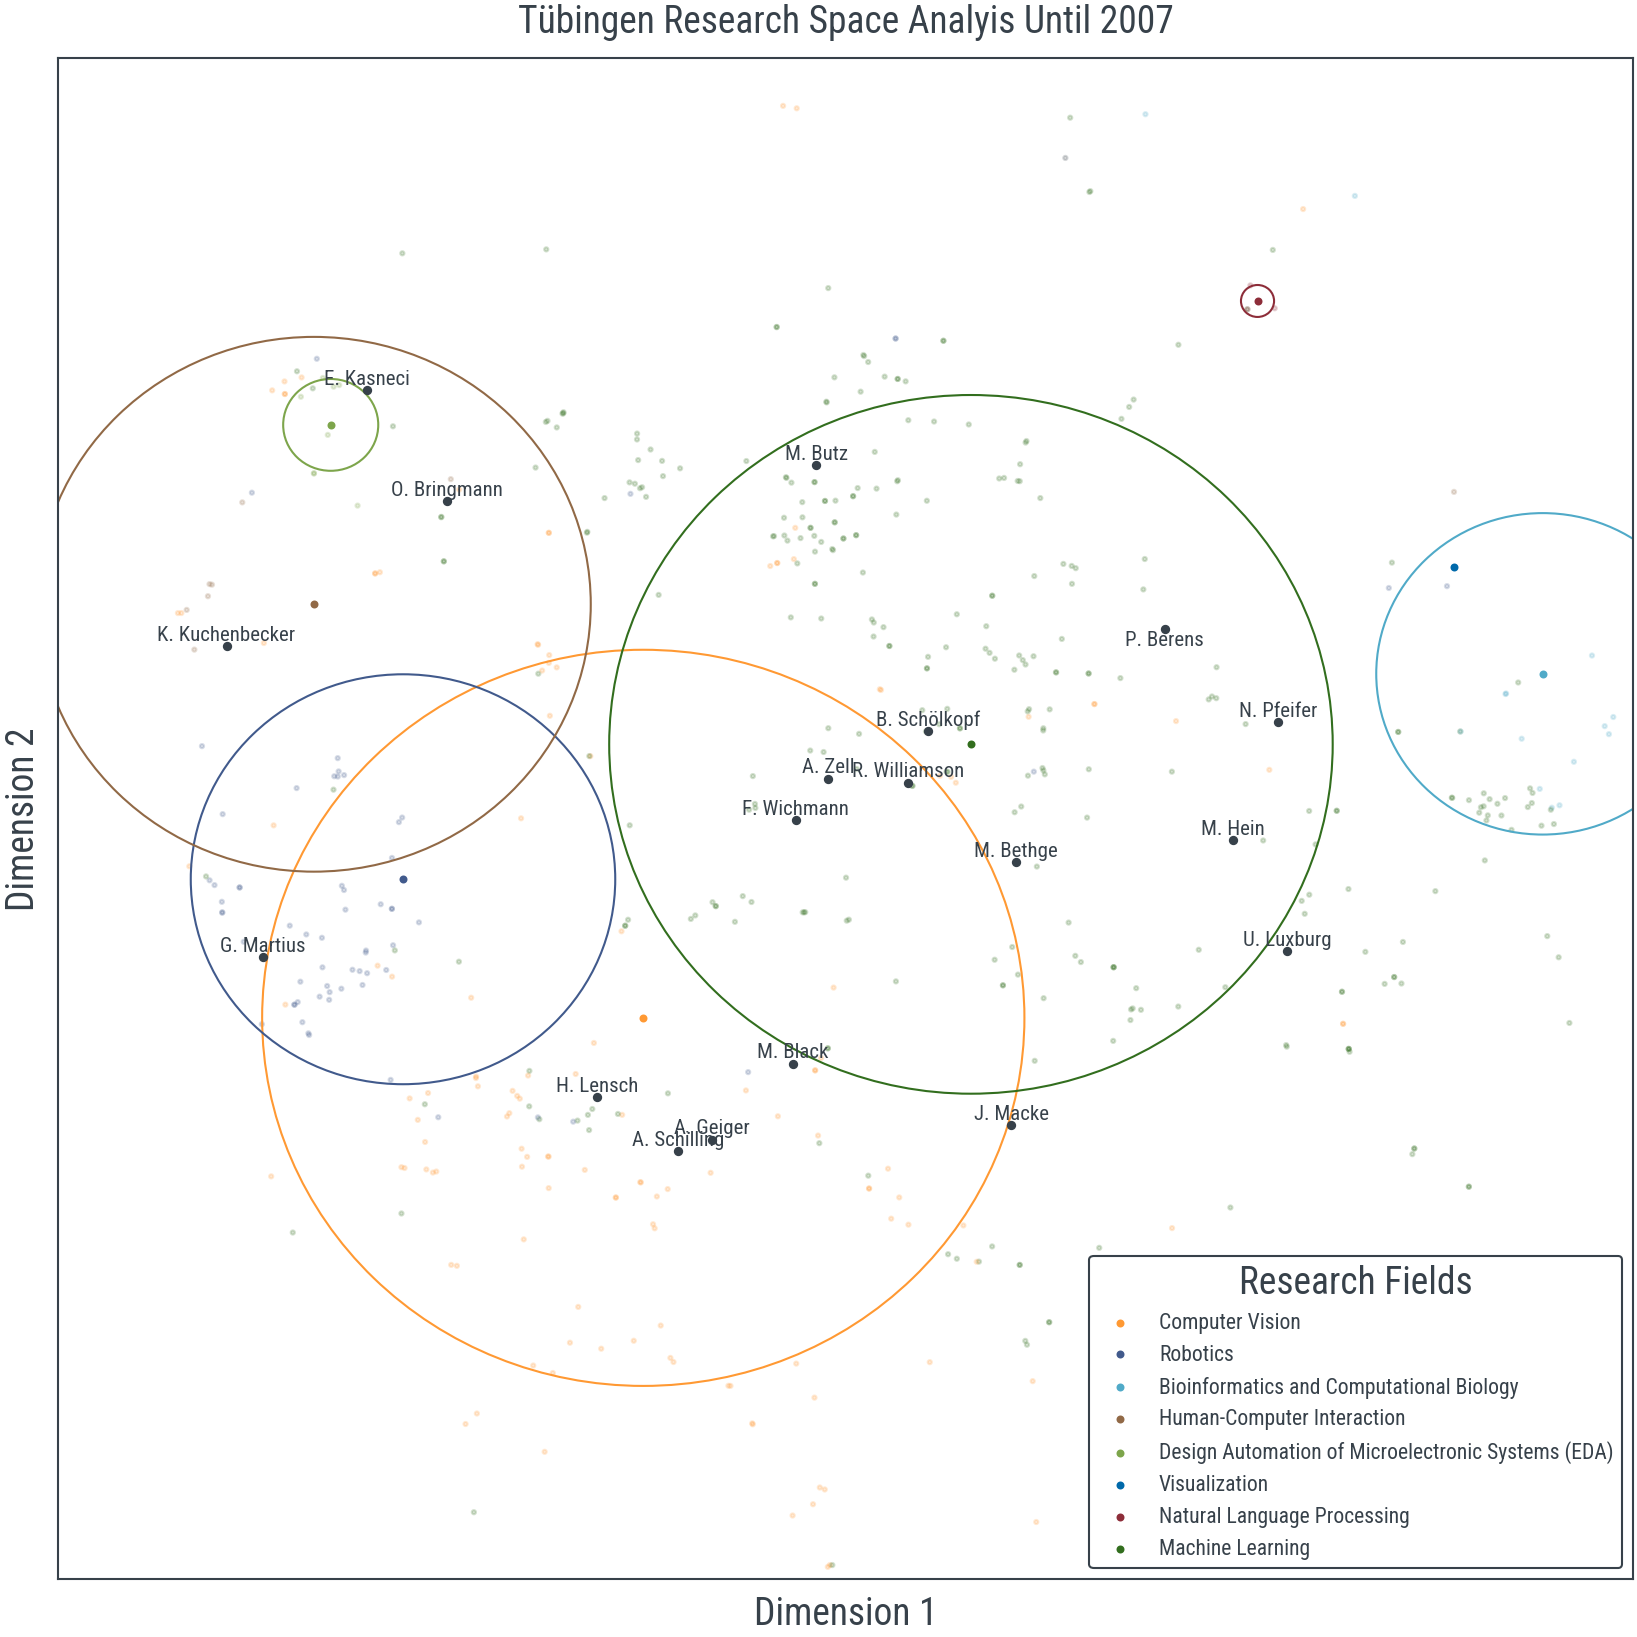 Tübingen Research Space Analyis Until 2007
E. Kasneci
M. Butz
O. Bringmann
K. Kuchenbecker
P. Berens
N. Pfeifer
B. Schölkopf
A. Zell
R. Williamson
F. Wichmann
M. Hein
M. Bethge
G. Martius
U. Luxburg
M. Black
H. Lensch
J. Macke
A. Geiger
A. Schilling
Dimension 2
Dimension 1
Research Fields
Computer Vision
Robotics
Bioinformatics and Computational Biology
Human-Computer Interaction
Design Automation of Microelectronic Systems (EDA)
Visualization
Natural Language Processing
Machine Learning